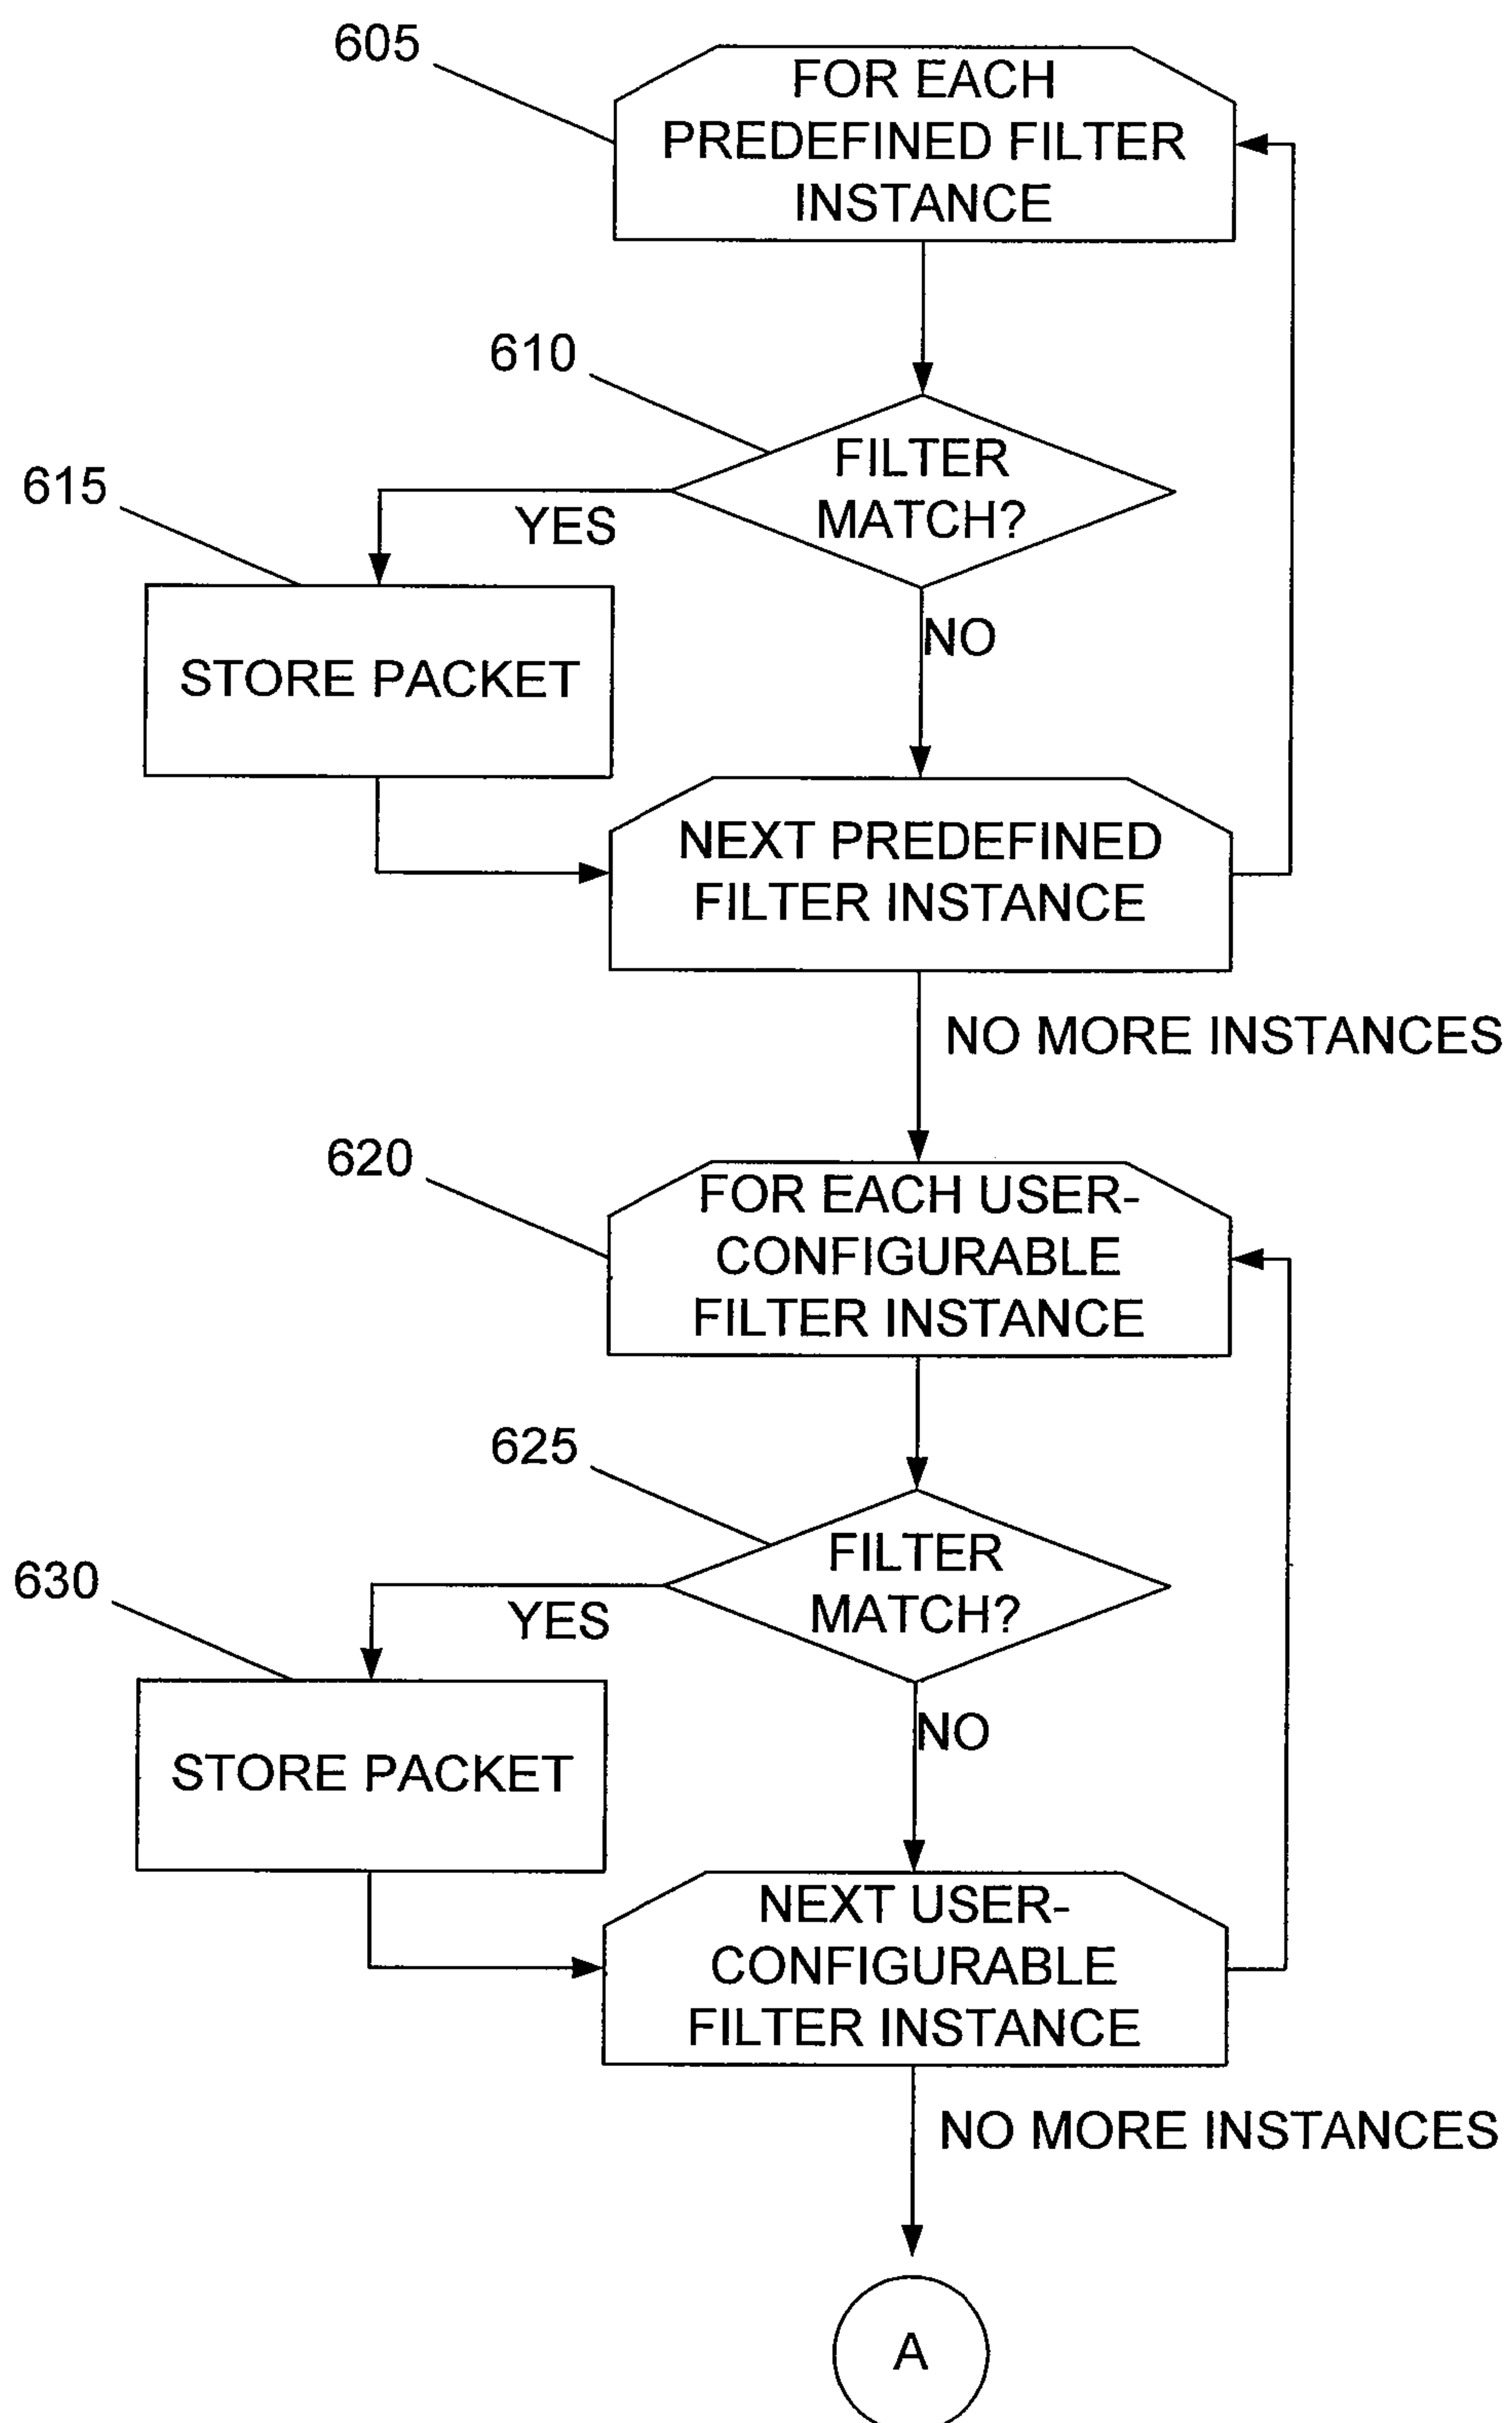 605
FOR EACH
PREDEFINED FILTER
INSTANCE
610
FILTER
MATCH?
615
YES
NO
STORE PACKET
NEXT PREDEFINED
FILTER INSTANCE
NO MORE INSTANCES
620
FOR EACH USER-
CONFIGURABLE
FILTER INSTANCE
625
FILTER
MATCH?
630
YES
NO
STORE PACKET
NEXT USER-
CONFIGURABLE
FILTER INSTANCE
NO MORE INSTANCES
A